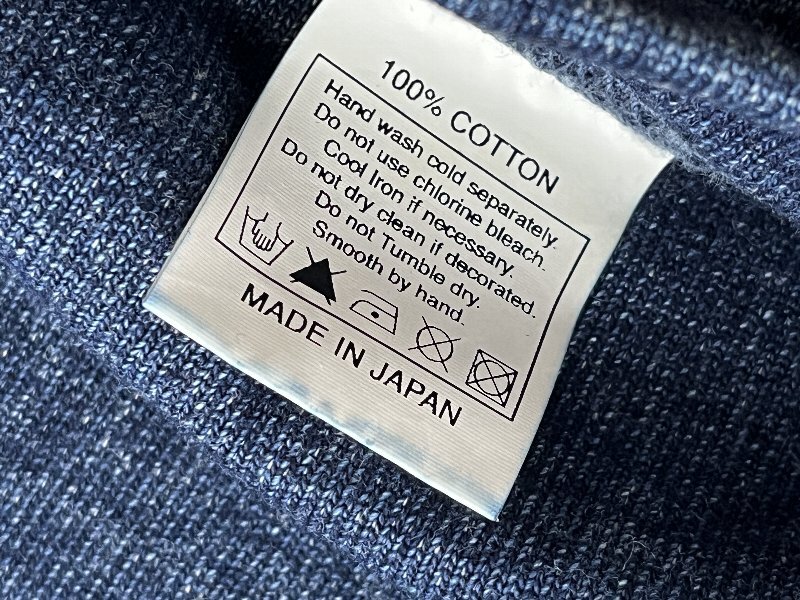 100% COTTON
Hand wash cold separately.
Do not use chlorine bleach.
Cool Iron if necessary.
Do not dry clean if decorated.
Do not Tumble dry.
Smooth by hand.
MADE IN JAPAN